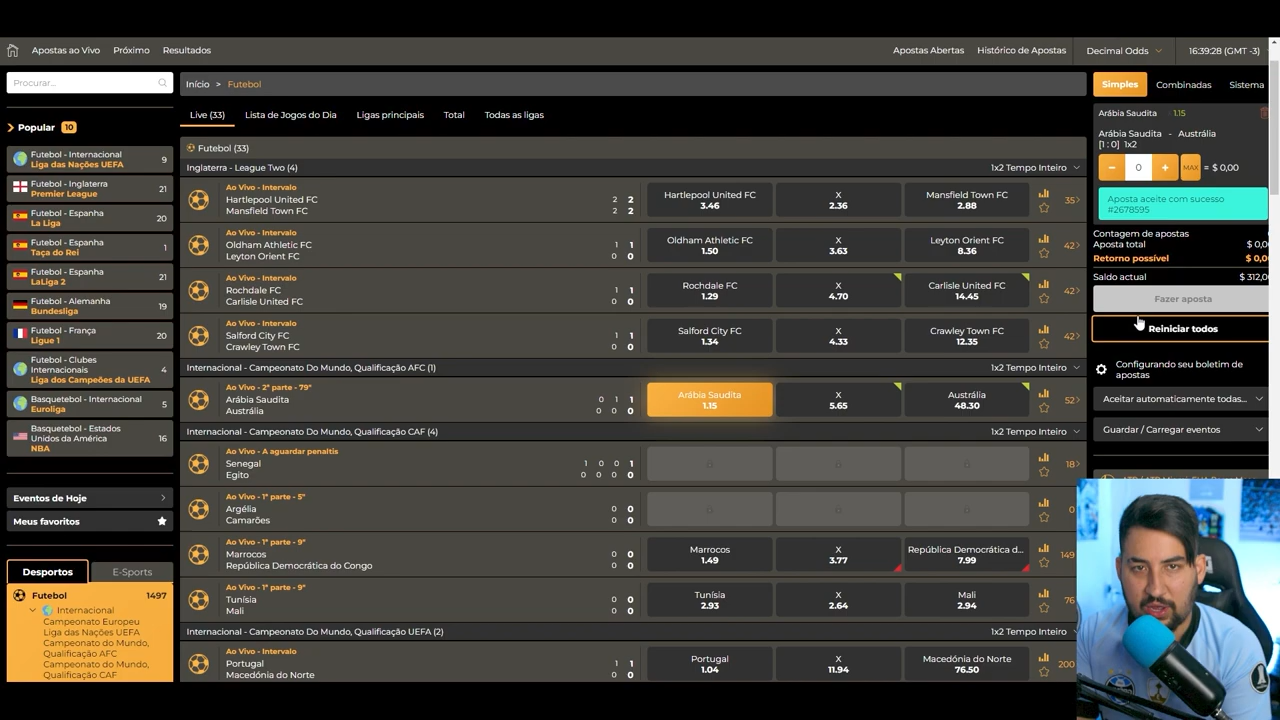 Apostas ao Vivo Próximo Resultados Apostas Abertas Histórico de Apostas Decimal Odds 16:39:28 (GMT -3)
Procurar...
Popular 10
Futebol - Internacional
Liga das Nações UEFA 9
Futebol - Inglaterra
Premier League 21
Futebol - Espanha
La Liga 20
Futebol - Espanha
Taça do Rei 1
Futebol - Espanha
LaLiga 2 21
Futebol - Alemanha
Bundesliga 19
Futebol - França
Ligue 1 20
Futebol - Clubes
Internacionais
Liga dos Campeões da UEFA 4
Basquetebol - Internacional
Euroliga 5
Basquetebol - Estados
Unidos da América
NBA 16
Eventos de Hoje
Meus favoritos
Desportos E-Sports
Futebol 1497
Internacional
Campeonato Europeu
Liga das Nações UEFA
Campeonato do Mundo,
Qualificação AFC
Campeonato do Mundo,
Qualificação CAF
Início > Futebol
Live (33) Lista de Jogos do Dia Ligas principais Total Todas as ligas
Futebol (33)
Inglaterra - League Two (4) 1x2 Tempo Inteiro
Ao Vivo - Intervalo
Hartlepool United FC 2 2
Mansfield Town FC 2 2
Hartlepool United FC X Mansfield Town FC
3.46 2.36 2.88
35
Ao Vivo - Intervalo
Oldham Athletic FC 1 1
Leyton Orient FC 0 0
Oldham Athletic FC X Leyton Orient FC
1.50 3.63 8.36
42
Ao Vivo - Intervalo
Rochdale FC 1 1
Carlisle United FC 0 0
Rochdale FC X Carlisle United FC
1.29 4.70 14.45
42
Ao Vivo - Intervalo
Salford City FC 1 1
Crawley Town FC 0 0
Salford City FC X Crawley Town FC
1.34 4.33 12.35
42
Internacional - Campeonato Do Mundo, Qualificação AFC (1) 1x2 Tempo Inteiro
Ao Vivo - 2ª parte - 79"
Arábia Saudita 0 1 1
Austrália 0 0 0
Arábia Saudita X Austrália
1.15 5.65 48.30
52
Internacional - Campeonato Do Mundo, Qualificação CAF (4) 1x2 Tempo Inteiro
Ao Vivo - A aguardar penaltis
Senegal 1 0 0 1
Egito 0 0 0 0
18
Ao Vivo - 1ª parte - 5"
Argélia 0 0
Camarões 0 0
0
Ao Vivo - 1ª parte - 9"
Marrocos 0 0
República Democrática do Congo 0 0
Marrocos X República Democrática d...
1.49 3.77 7.99
149
Ao Vivo - 1ª parte - 9"
Tunísia 0 0
Mali 0 0
Tunísia X Mali
2.93 2.64 2.94
76
Internacional - Campeonato Do Mundo, Qualificação UEFA (2) 1x2 Tempo Inteiro
Ao Vivo - Intervalo
Portugal 1 1
Macedónia do Norte 0 0
Portugal X Macedónia do Norte
1.04 11.94 76.50
200
Simples Combinadas Sistema
Arábia Saudita 1.15
Arábia Saudita - Austrália
[1 : 0] 1x2
− 0 + MAX = $ 0,00
Aposta aceite com sucesso
#2678595
Contagem de apostas
Aposta total $ 0,0
Retorno possível $ 0,0
Saldo actual $ 312,0
Fazer aposta
Reiniciar todos
Configurando seu boletim de
apostas
Aceitar automaticamente todas...
Guardar / Carregar eventos